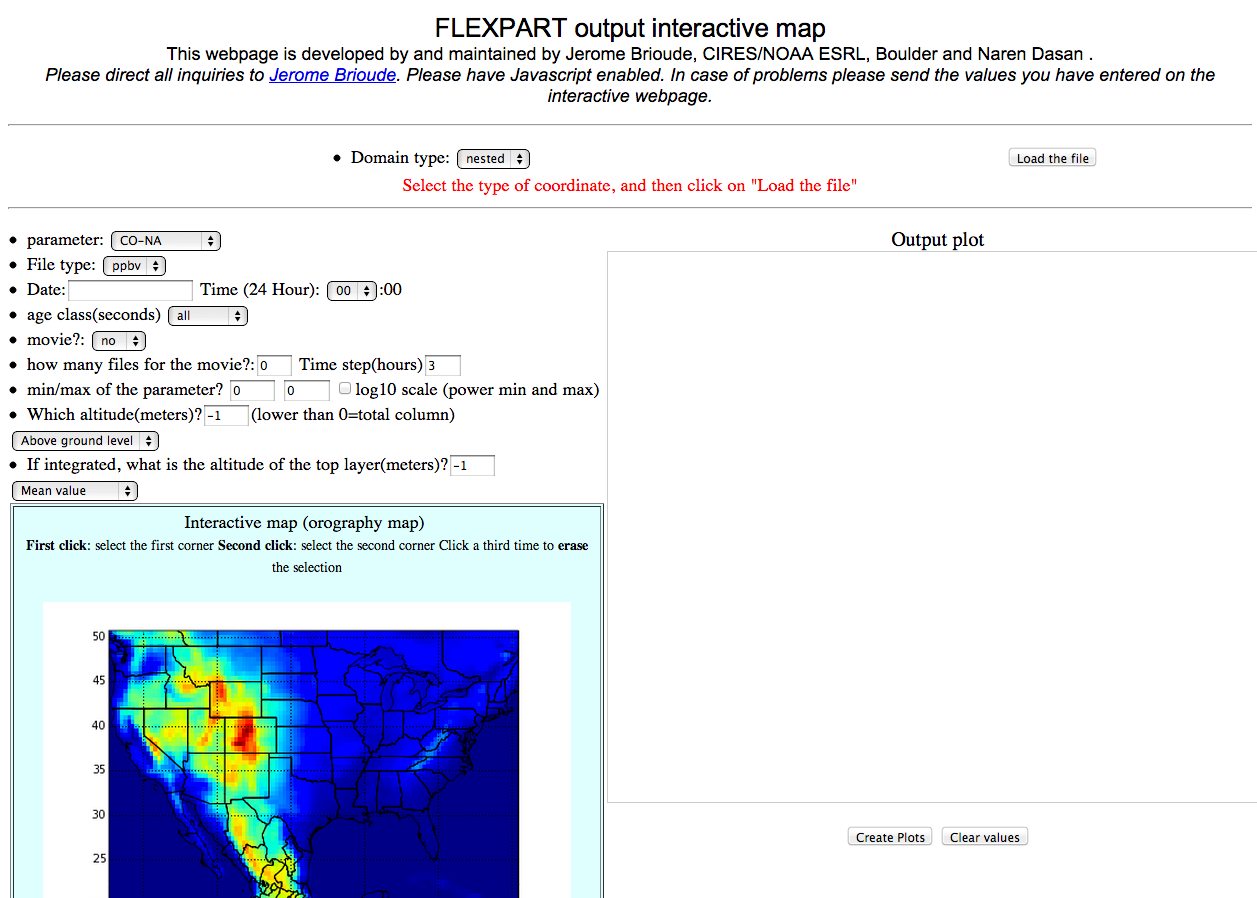 FLEXPART output interactive map
This webpage is developed by and maintained by Jerome Brioude, CIRES/NOAA ESRL, Boulder and Naren Dasan .
Please direct all inquiries to Jerome Brioude. Please have Javascript enabled. In case of problems please send the values you have entered on the
interactive webpage.
• Domain type: nested Load the file
Select the type of coordinate, and then click on "Load the file"
• parameter: CO-NA
Output plot
• File type: ppbv
• Date: Time (24 Hour): 00 :00
• age class(seconds) all
• movie?: no
• how many files for the movie?: 0 Time step(hours) 3
• min/max of the parameter? 0 0 log10 scale (power min and max)
• Which altitude(meters)? -1 (lower than 0=total column)
Above ground level
• If integrated, what is the altitude of the top layer(meters)? -1
Mean value
Interactive map (orography map)
First click: select the first corner Second click: select the second corner Click a third time to erase
the selection
50
45
40
35
30
25
Create Plots Clear values